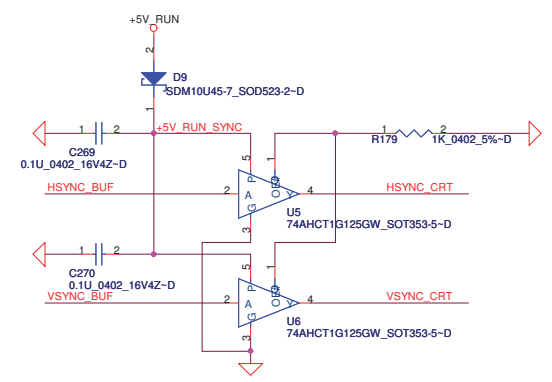 +5V_RUN
2
D9
SDM10U45-7_SOD523-2~D
1
1 2 +5V_RUN_SYNC
C269
0.1U_0402_16V4Z~D
1 2
R179 1K_0402_5%~D
5 1
P OE#
HSYNC_BUF 2 A Y 4 HSYNC_CRT
G
3
U5
74AHCT1G125GW_SOT353-5~D
1 2
C270
0.1U_0402_16V4Z~D
5 1
P OE#
VSYNC_BUF 2 A Y 4 VSYNC_CRT
G
3
U6
74AHCT1G125GW_SOT353-5~D